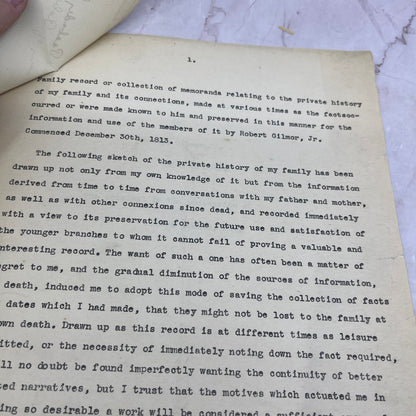 1.
Family record or collection of memoranda relating to the private history
of my family and its connections, made at various times as the factsoc-
curred or were made known to him and preserved in this manner for the
information and use of the members of it by Robert Gilmor, Jr.
Commenced December 30th, 1813.
The following sketch of the private history of my family has been
drawn up not only from my own knowledge of it but from the information
derived from time to time from conversations with my father and mother,
as well as with other connexions since dead, and recorded immediately
with a view to its preservation for the future use and satisfaction of
the younger branches to whom it cannot fail of proving a valuable and
nteresting record. The want of such a one has often been a matter of
gret to me, and the gradual diminution of the sources of information,
death, induced me to adopt this mode of saving the collection of facts
dates which I had made, that they might not be lost to the family at
own death. Drawn up as this record is at different times as leisure
itted, or the necessity of immediately noting down the fact required,
ll no doubt be found imperfectly wanting the continuity of better
ted narratives, but I trust that the motives which actuated me in
ing so desirable a work will be considered a sufficient